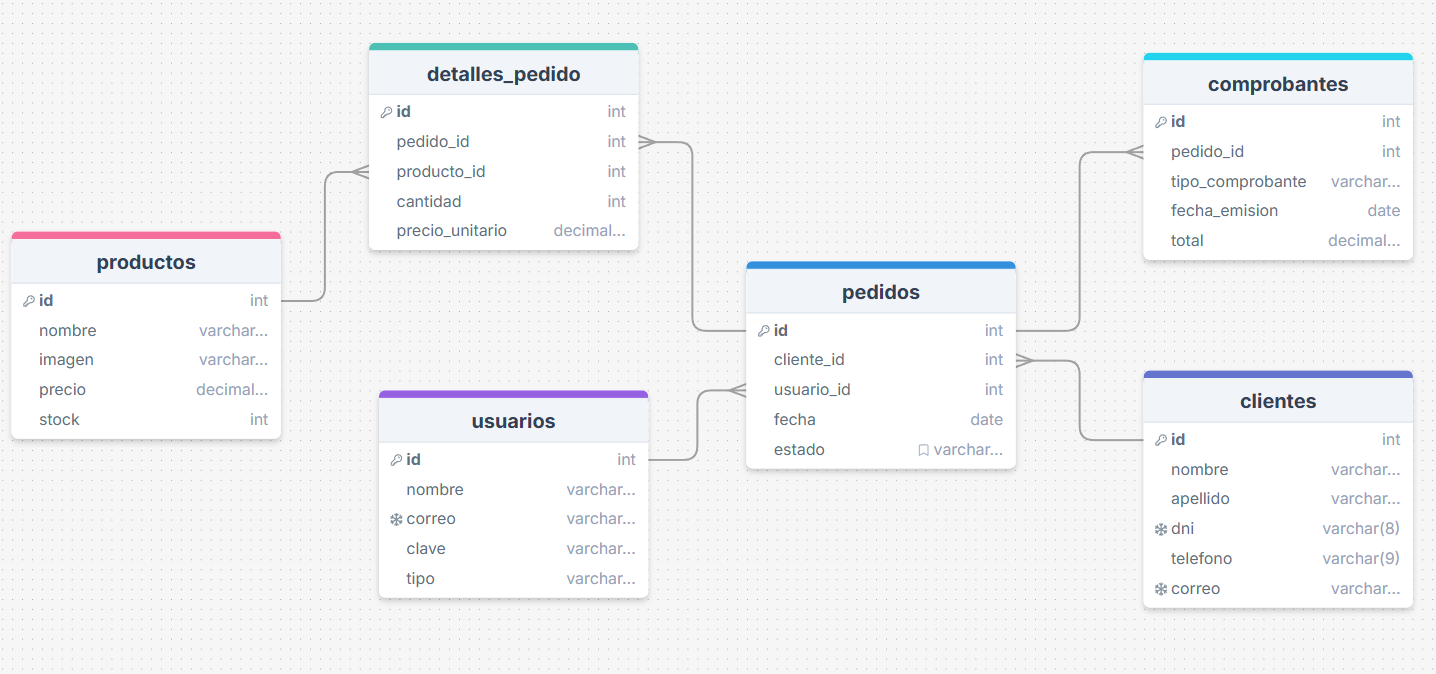 detalles_pedido
id int
pedido_id int
producto_id int
cantidad int
precio_unitario decimal...
comprobantes
id int
pedido_id int
tipo_comprobante varchar...
fecha_emision date
total decimal...
productos
id int
nombre varchar...
imagen varchar...
precio decimal...
stock int
pedidos
id int
cliente_id int
usuario_id int
fecha date
estado varchar...
usuarios
id int
nombre varchar...
correo varchar...
clave varchar...
tipo varchar...
clientes
id int
nombre varchar...
apellido varchar...
dni varchar(8)
telefono varchar(9)
correo varchar...